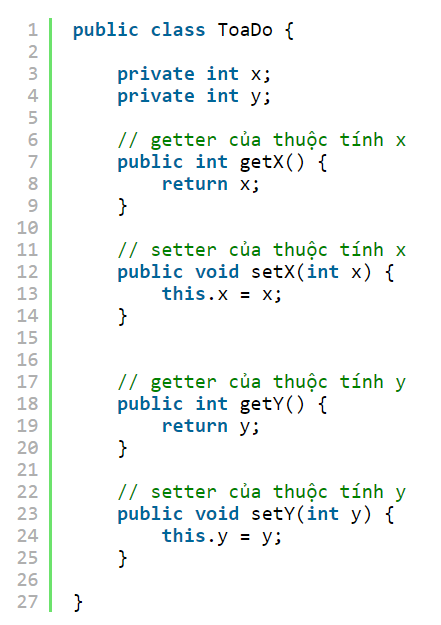 1 public class ToaDo {
2
3     private int x;
4     private int y;
5
6     // getter của thuộc tính x
7     public int getX() {
8         return x;
9     }
10
11     // setter của thuộc tính x
12     public void setX(int x) {
13         this.x = x;
14     }
15
16
17     // getter của thuộc tính y
18     public int getY() {
19         return y;
20     }
21
22     // setter của thuộc tính y
23     public void setY(int y) {
24         this.y = y;
25     }
26
27 }